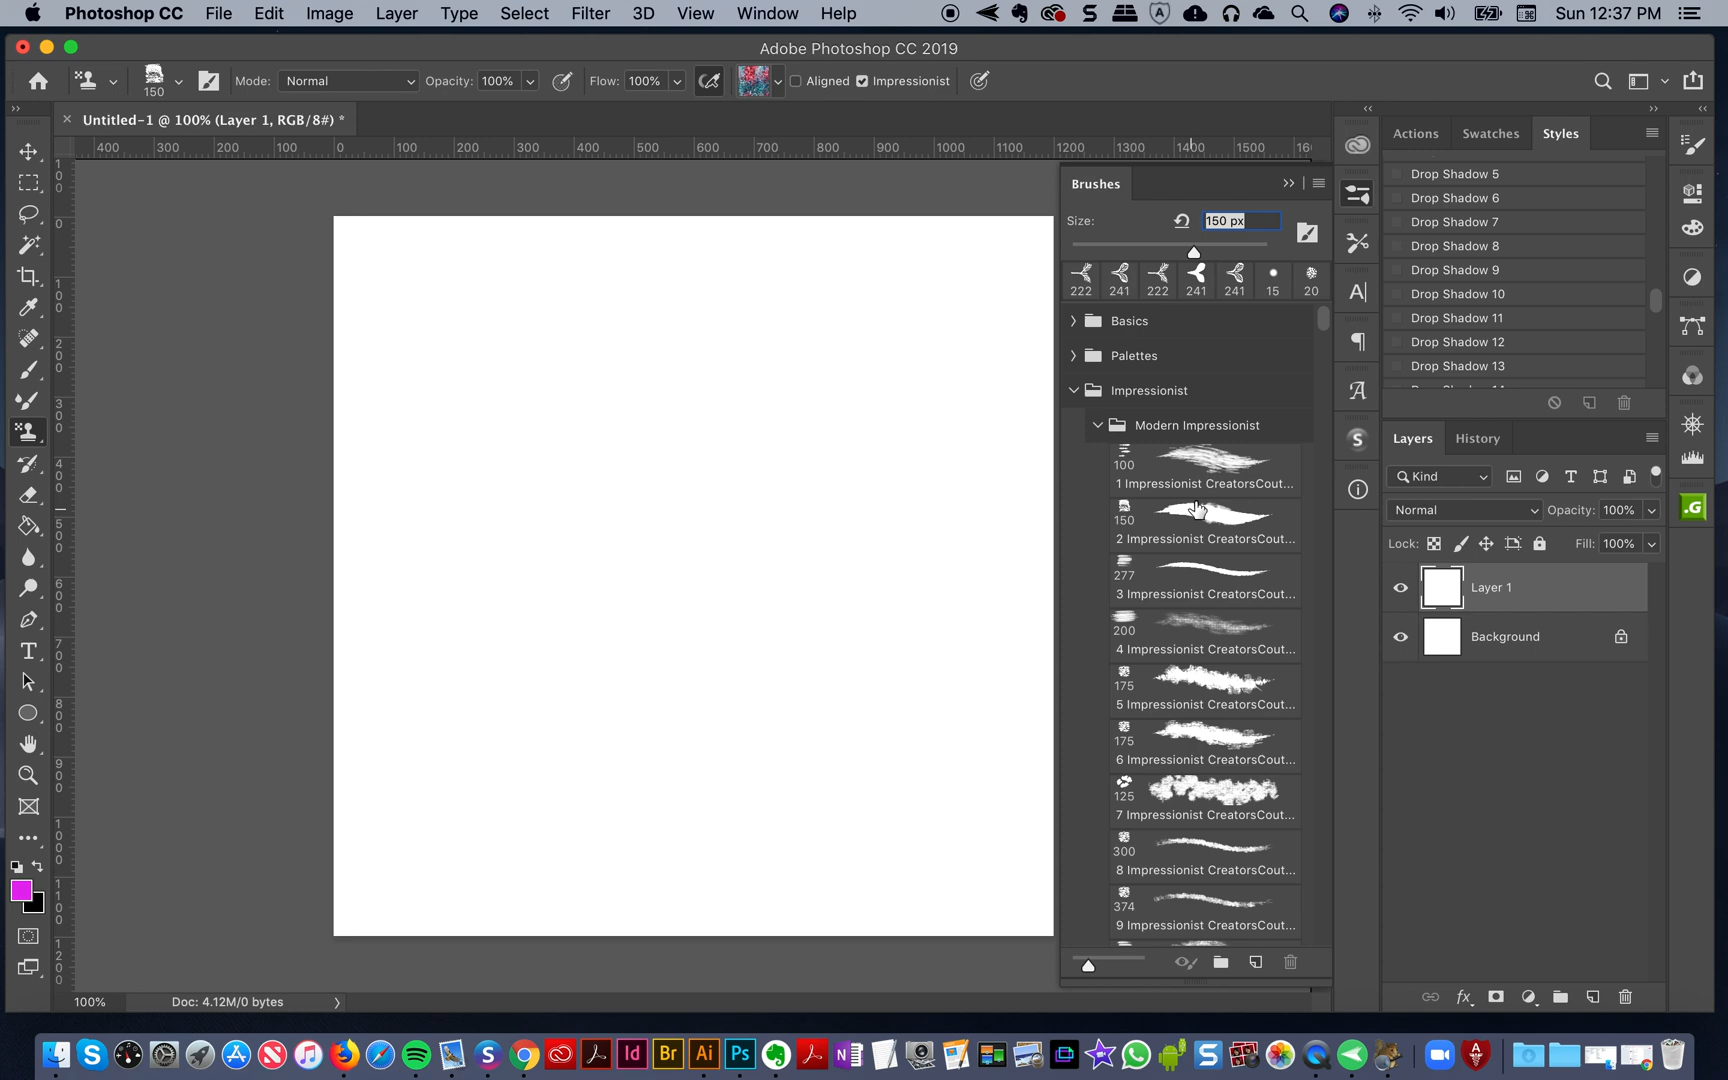 Photoshop CC File Edit Image Layer Type Select Filter 3D View Window Help Sun 12:37 PM
Adobe Photoshop CC 2019
150 Mode: Normal Opacity: 100% Flow: 100% Aligned Impressionist
Untitled-1 @ 100% (Layer 1, RGB/8#) *
400 300 200 100 0 100 200 300 400 500 600 700 800 900 1000 1100 1200 1300 1400 1500
Brushes
Size: 150 px
222 241 222 241 241 15 20
Basics
Palettes
Impressionist
Modern Impressionist
100
1 Impressionist CreatorsCout...
150
2 Impressionist CreatorsCout...
277
3 Impressionist CreatorsCout...
200
4 Impressionist CreatorsCout...
175
5 Impressionist CreatorsCout...
175
6 Impressionist CreatorsCout...
125
7 Impressionist CreatorsCout...
300
8 Impressionist CreatorsCout...
374
9 Impressionist CreatorsCout...
Actions Swatches Styles
Drop Shadow 5
Drop Shadow 6
Drop Shadow 7
Drop Shadow 8
Drop Shadow 9
Drop Shadow 10
Drop Shadow 11
Drop Shadow 12
Drop Shadow 13
Layers History
Kind
Normal Opacity: 100%
Lock: Fill: 100%
Layer 1
Background
fx
100% Doc: 4.12M/0 bytes
Id Br Ai Ps